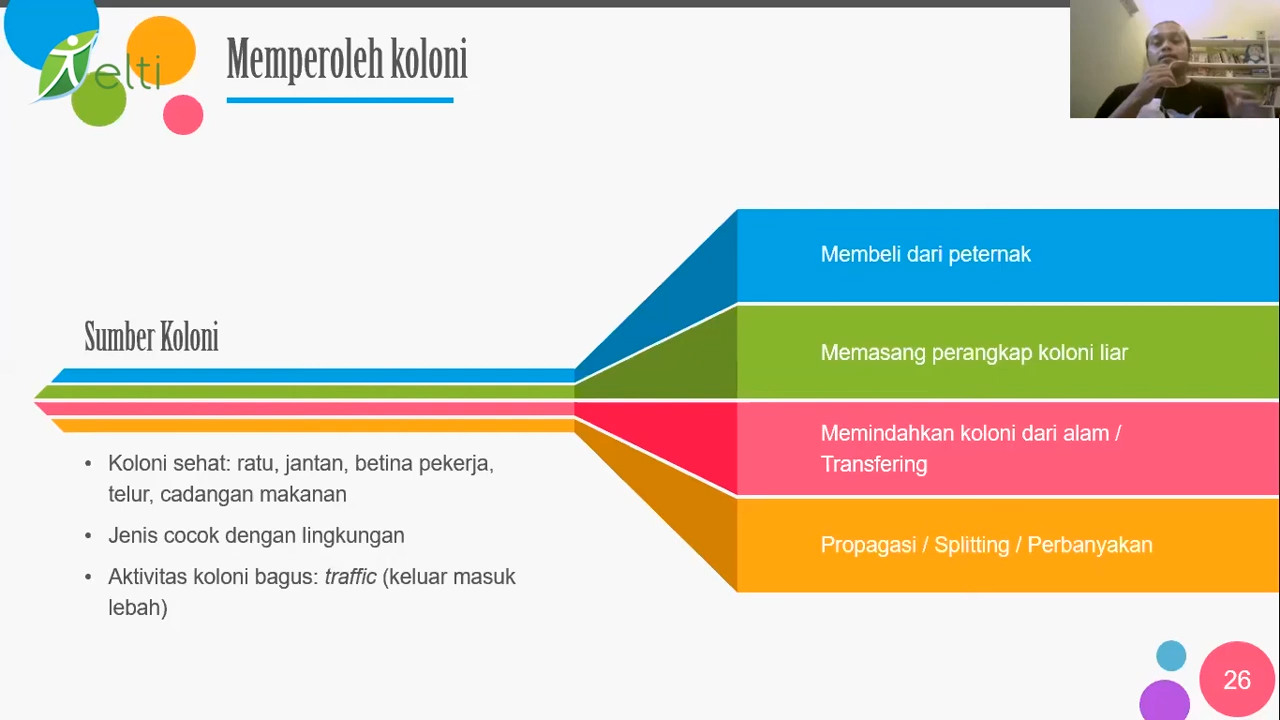 elti
Memperoleh koloni
Sumber Koloni
• Koloni sehat: ratu, jantan, betina pekerja,
telur, cadangan makanan
• Jenis cocok dengan lingkungan
• Aktivitas koloni bagus: traffic (keluar masuk
lebah)
Membeli dari peternak
Memasang perangkap koloni liar
Memindahkan koloni dari alam /
Transfering
Propagasi / Splitting / Perbanyakan
26